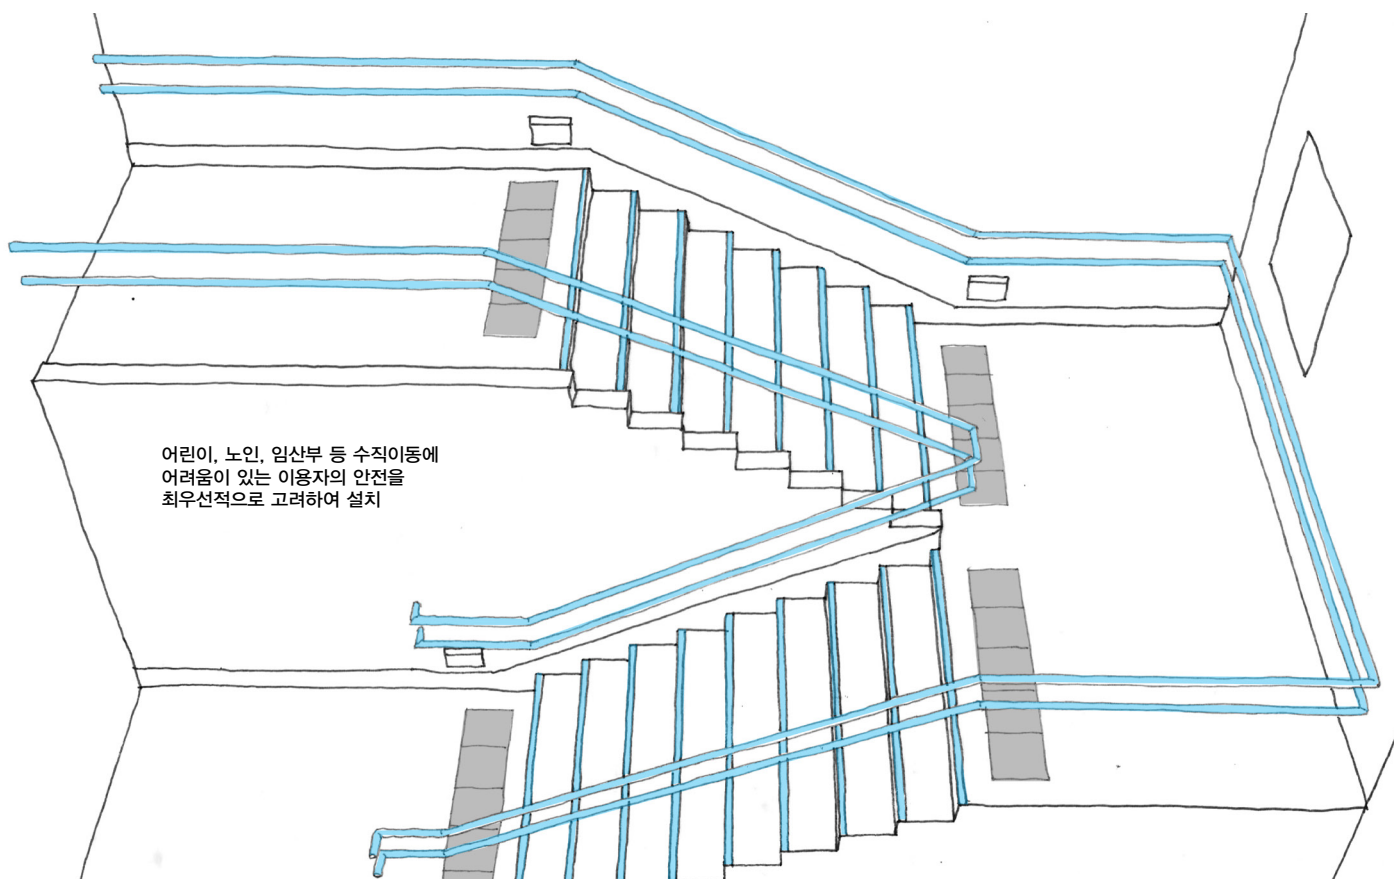 어린이, 노인, 임산부 등 수직이동에
어려움이 있는 이용자의 안전을
최우선적으로 고려하여 설치